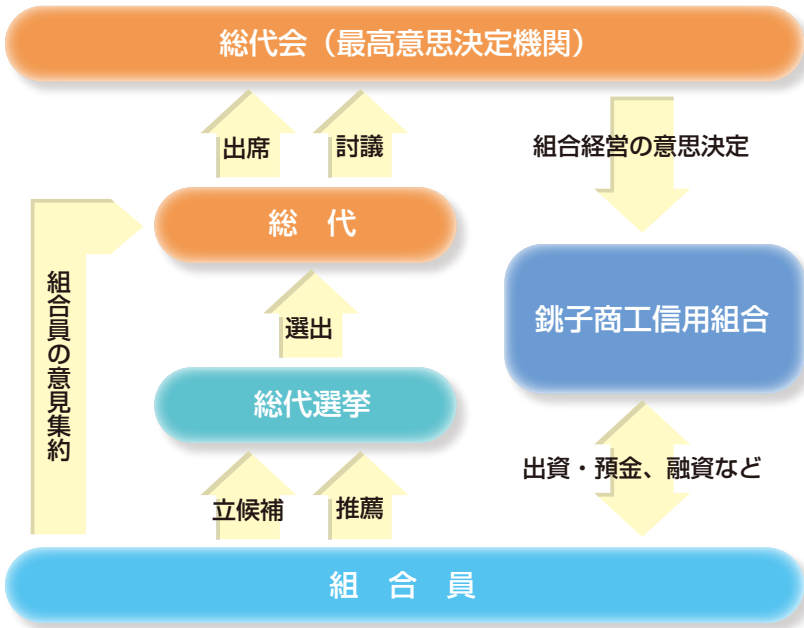 総代会（最高意思決定機関）
出席
討議
組合経営の意思決定
総　代
組合員の意見集約
選出
銚子商工信用組合
総代選挙
出資・預金、融資など
立候補
推薦
組　合　員